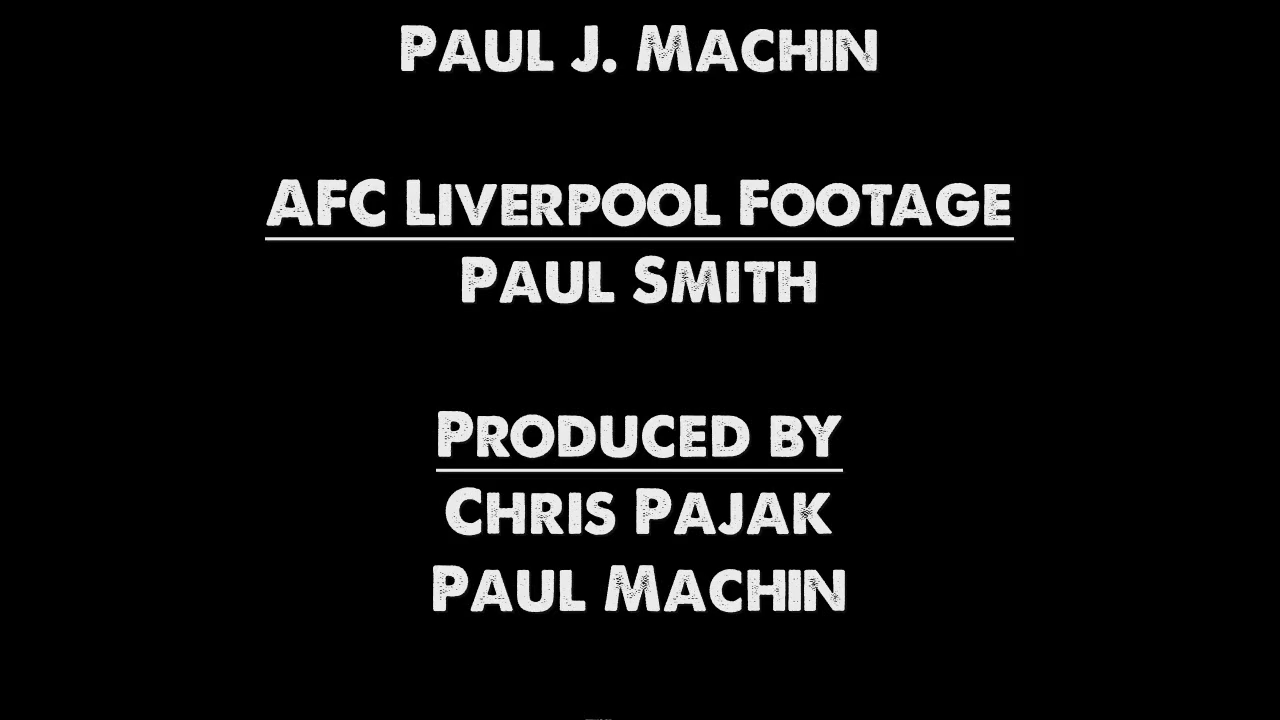 Paul J. Machin
AFC Liverpool Footage
Paul Smith
Produced by
Chris Pajak
Paul Machin